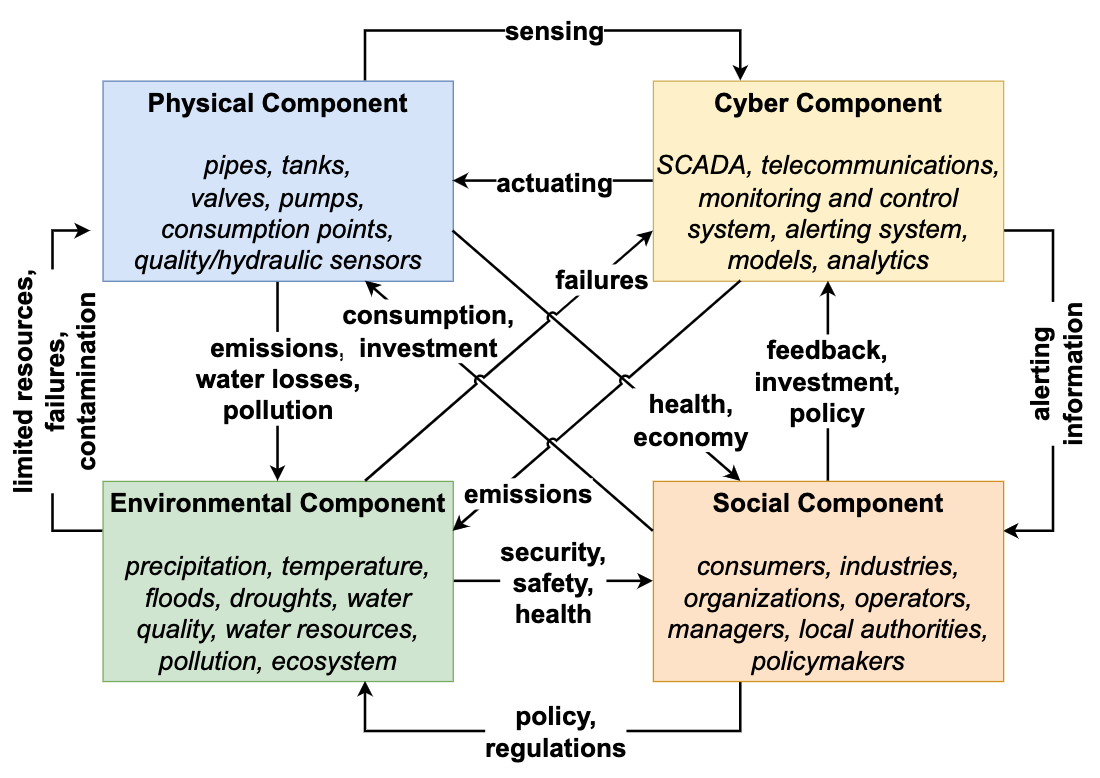 sensing
Physical Component
pipes, tanks,
valves, pumps,
consumption points,
quality/hydraulic sensors
actuating
Cyber Component
SCADA, telecommunications,
monitoring and control
system, alerting system,
models, analytics
limited resources,
failures,
contamination
emissions,
water losses,
pollution
consumption,
investment
failures
health,
economy
feedback,
investment,
policy
alerting
information
emissions
Environmental Component
precipitation, temperature,
floods, droughts, water
quality, water resources,
pollution, ecosystem
security,
safety,
health
Social Component
consumers, industries,
organizations, operators,
managers, local authorities,
policymakers
policy,
regulations